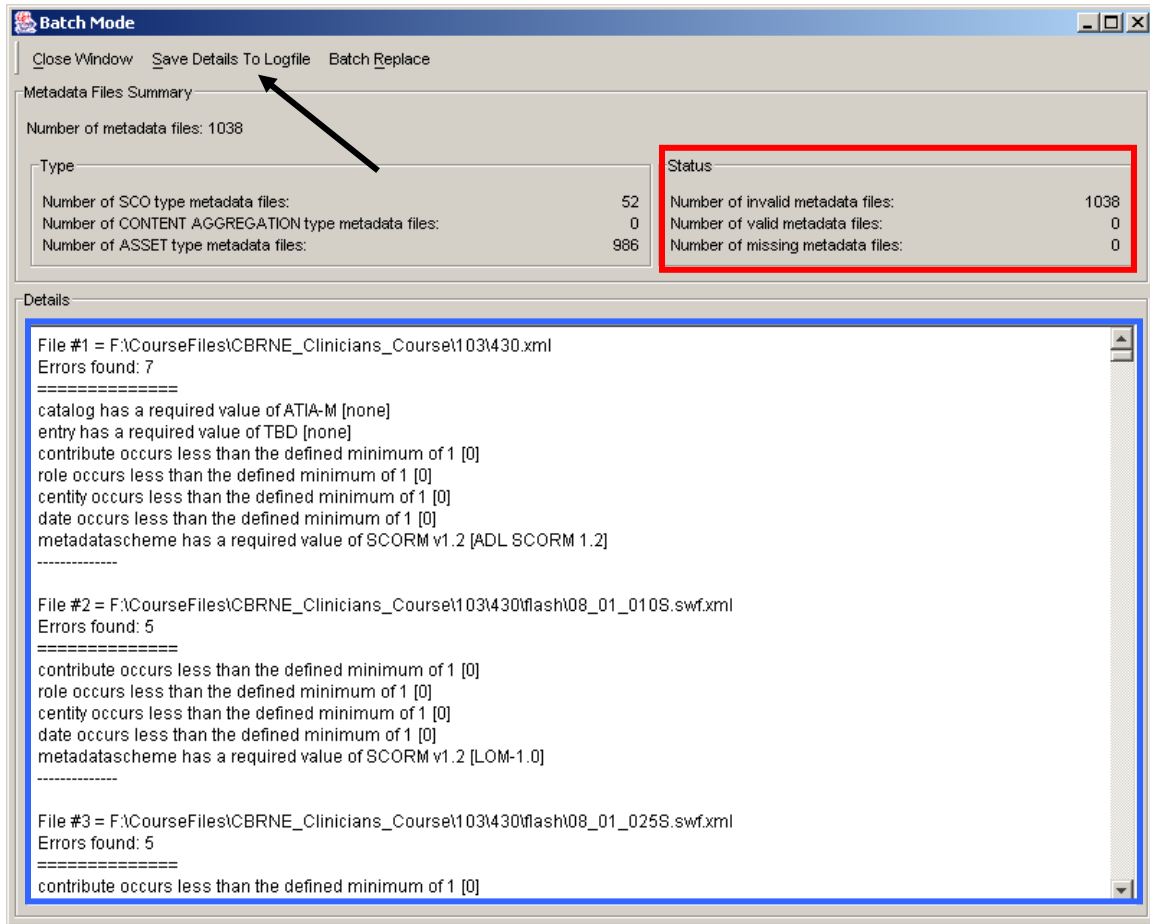 Batch Mode
Close Window Save Details To Logfile Batch Replace
Metadata Files Summary
Number of metadata files: 1038
Type
Number of SCO type metadata files: 52
Number of CONTENT AGGREGATION type metadata files: 0
Number of ASSET type metadata files: 986
Status
Number of invalid metadata files: 1038
Number of valid metadata files: 0
Number of missing metadata files: 0
Details
File #1 = F:\CourseFiles\CBRNE_Clinicians_Course\103\430.xml
Errors found: 7
==============
catalog has a required value of ATIA-M [none]
entry has a required value of TBD [none]
contribute occurs less than the defined minimum of 1 [0]
role occurs less than the defined minimum of 1 [0]
centity occurs less than the defined minimum of 1 [0]
date occurs less than the defined minimum of 1 [0]
metadatascheme has a required value of SCORM v1.2 [ADL SCORM 1.2]
--------------
File #2 = F:\CourseFiles\CBRNE_Clinicians_Course\103\430\flash\08_01_010S.swf.xml
Errors found: 5
==============
contribute occurs less than the defined minimum of 1 [0]
role occurs less than the defined minimum of 1 [0]
centity occurs less than the defined minimum of 1 [0]
date occurs less than the defined minimum of 1 [0]
metadatascheme has a required value of SCORM v1.2 [LOM-1.0]
--------------
File #3 = F:\CourseFiles\CBRNE_Clinicians_Course\103\430\flash\08_01_025S.swf.xml
Errors found: 5
==============
contribute occurs less than the defined minimum of 1 [0]